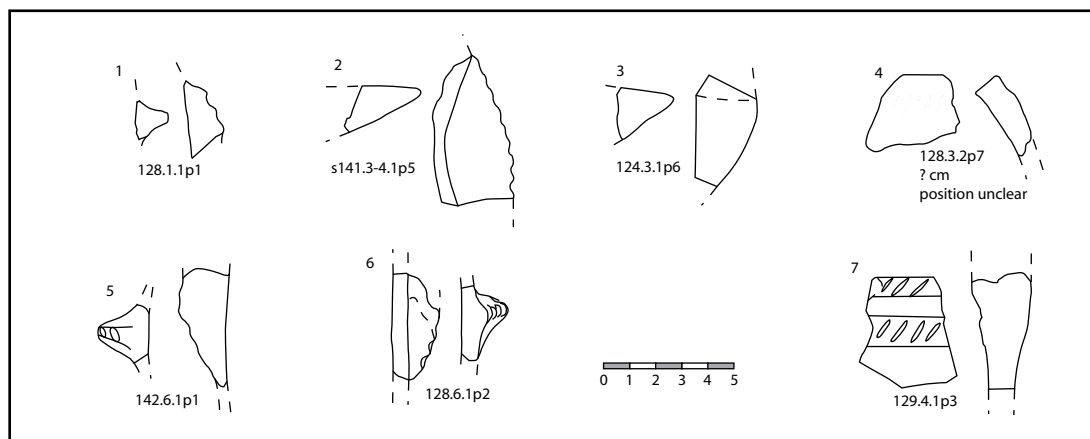 1
128.1.1p1
2
s141.3-4.1p5
3
124.3.1p6
4
128.3.2p7
? cm
position unclear
5
142.6.1p1
6
128.6.1p2
0 1 2 3 4 5
7
129.4.1p3